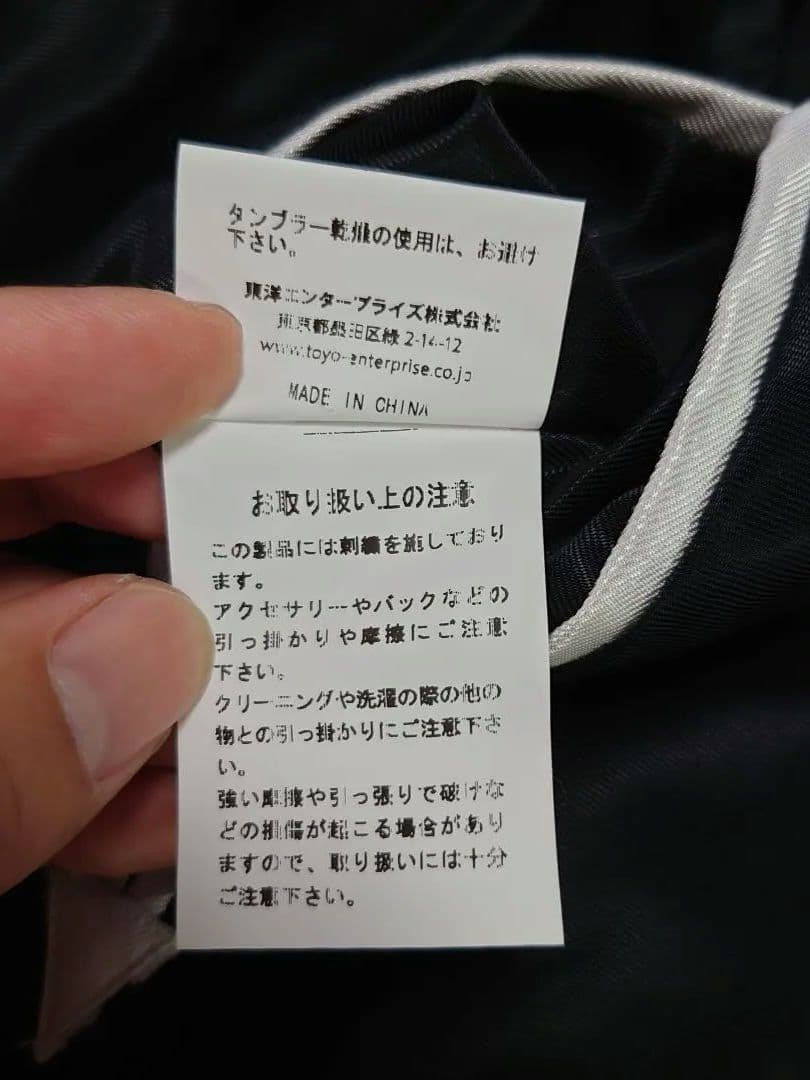 タンブラー乾燥の使用は、お避け
下さい。
東洋エンタープライズ株式会社
東京都墨田区緑 2-14-12
www.toyo-enterprise.co.jp
MADE IN CHINA
お取り扱い上の注意
この製品には刺繍を施しており
ます。
アクセサリーやバックなどの
引っ掛かりや摩擦にご注意
下さい。
クリーニングや洗濯の際の他の
物との引っ掛かりにご注意下さ
い。
強い摩擦や引っ張りで破けな
どの損傷が起こる場合があり
ますので、取り扱いには十分
ご注意下さい。